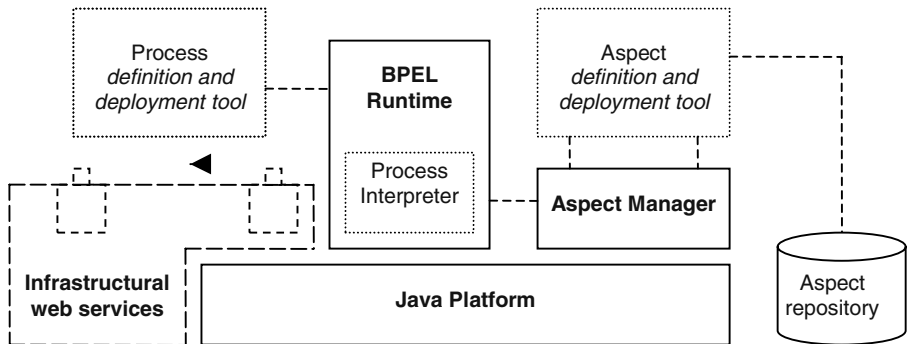 Process
definition and
deployment tool
BPEL
Runtime
Process
Interpreter
Aspect
definition and
deployment tool
Aspect Manager
Infrastructural
web services
Java Platform
Aspect
repository